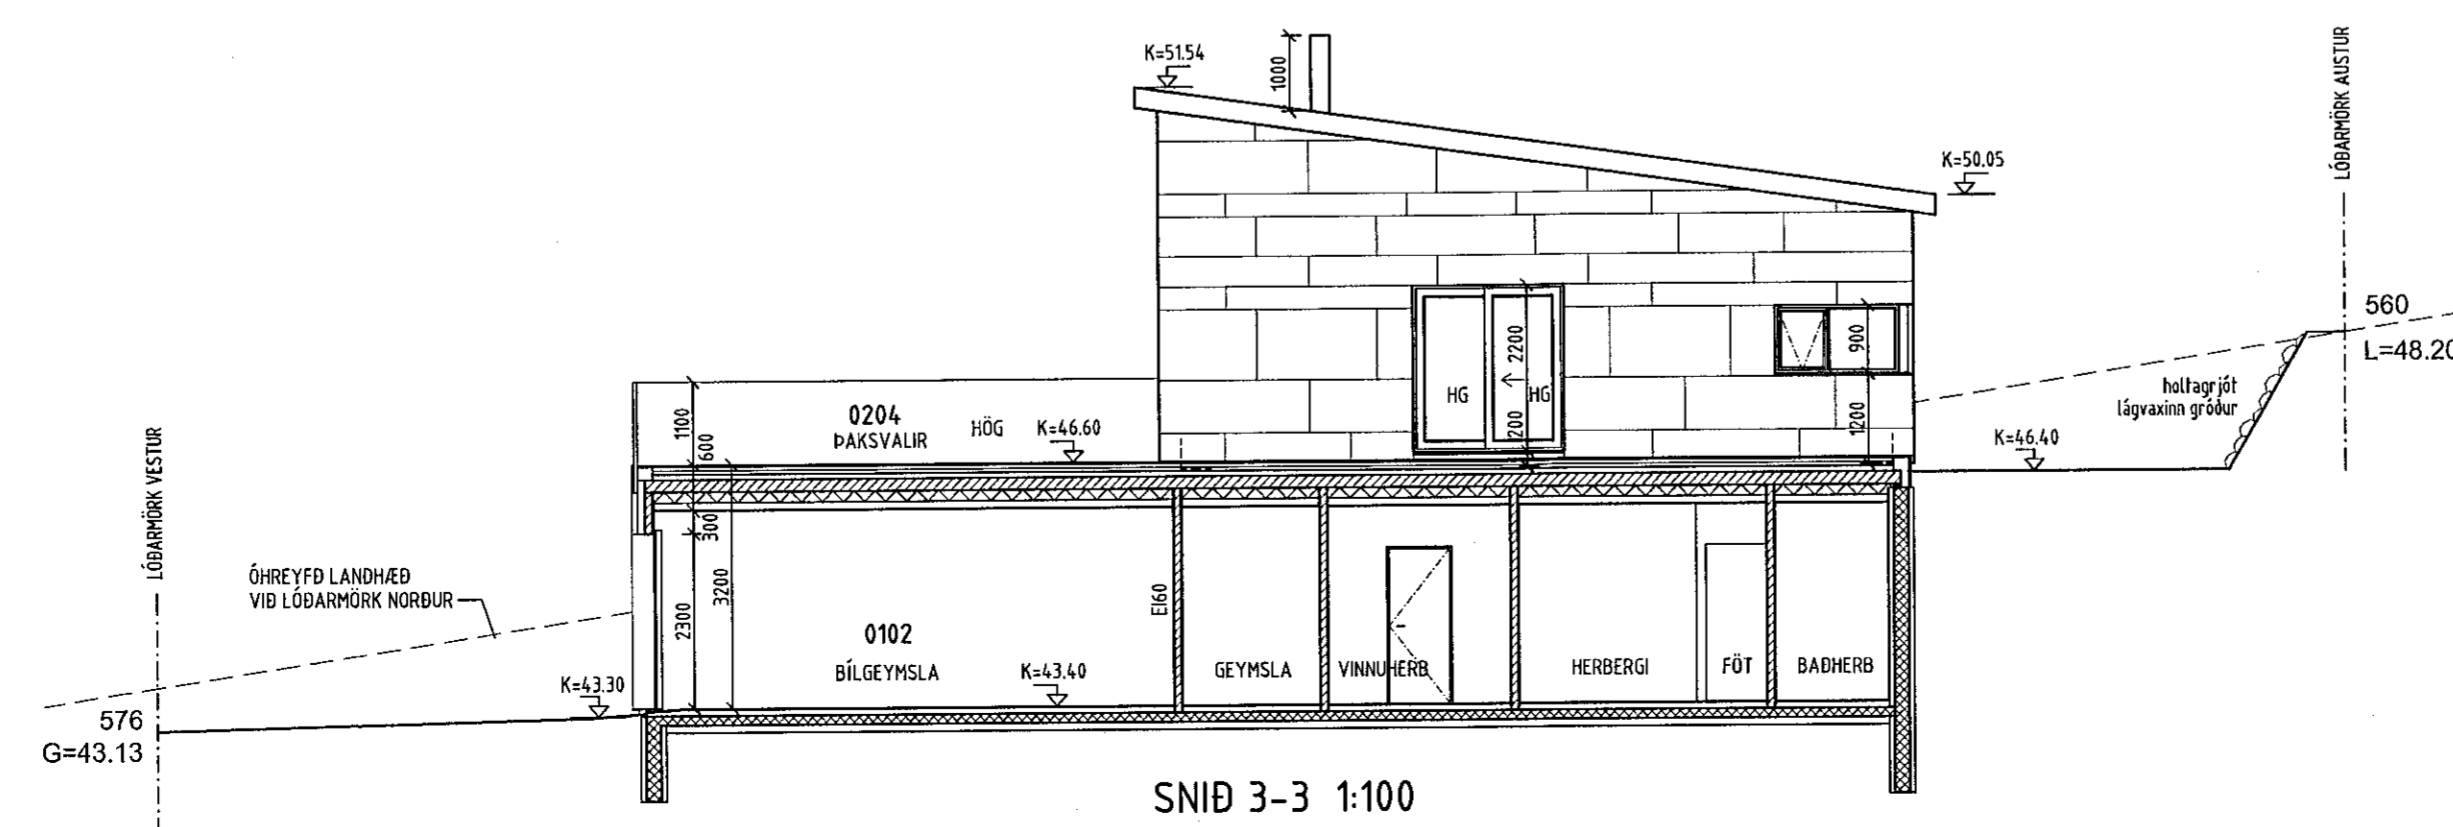 K=51.54
1000
K=50.05
LÓÐARMÖRK AUSTUR
560
L=48.20
holtagrjót
lágvaxinn gróður
K=46.40
2200
HG
HG
200
900
1200
1100
600
0204
ÞAKSVALIR
HÖG
K=46.60
LÓÐARMÖRK VESTUR
ÓHREYFÐ LANDHÆÐ
VIÐ LÓÐARMÖRK NORÐUR
300
2300
3200
EI60
0102
BÍLGEYMSLA
K=43.40
GEYMSLA
VINNUHERB
HERBERGI
FÖT
BAÐHERB
K=43.30
576
G=43.13
SNIÐ 3-3 1:100